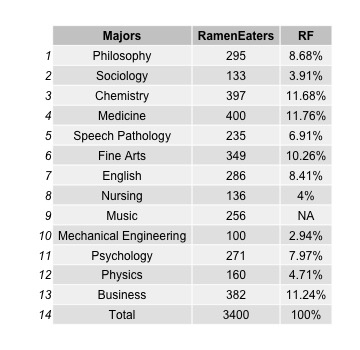 Majors RamenEaters RF
1 Philosophy 295 8.68%
2 Sociology 133 3.91%
3 Chemistry 397 11.68%
4 Medicine 400 11.76%
5 Speech Pathology 235 6.91%
6 Fine Arts 349 10.26%
7 English 286 8.41%
8 Nursing 136 4%
9 Music 256 NA
10 Mechanical Engineering 100 2.94%
11 Psychology 271 7.97%
12 Physics 160 4.71%
13 Business 382 11.24%
14 Total 3400 100%